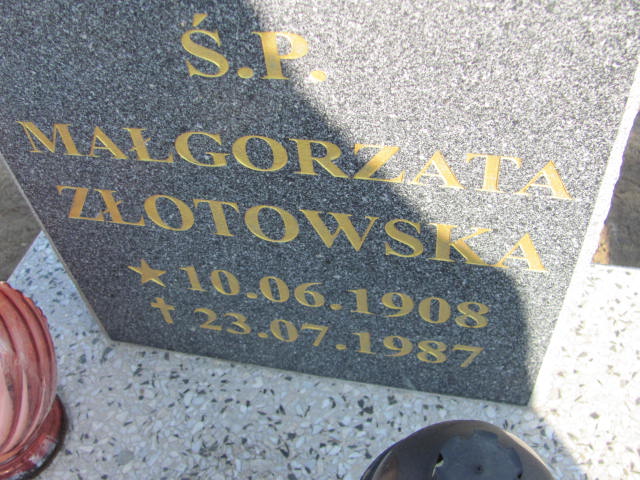 Ś.P.
MAŁGORZATA
ZŁOTOWSKA
★ 10.06.1908
✝ 23.07.1987